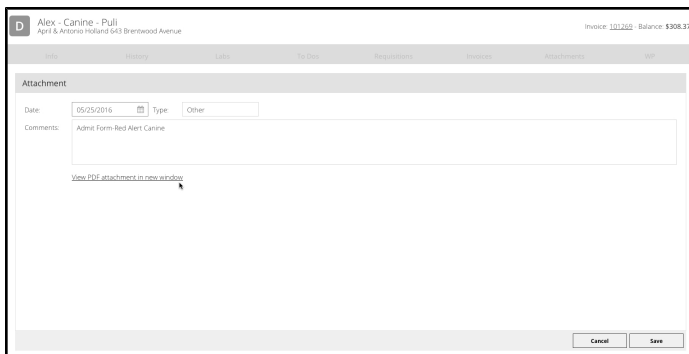 D
Alex - Canine - Puli
April & Antonio Holland 643 Brentwood Avenue
Invoice: 101269 - Balance: $308.37
Info History Labs To Dos Requisitions Invoices Attachments WP
Attachment
Date: 05/25/2016 Type: Other
Comments: Admit Form-Red Alert Canine
View PDF attachment in new window
Cancel Save